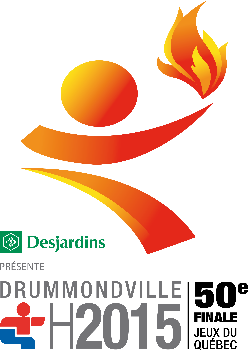 Desjardins
PRÉSENTE
DRUMMONDVILLE
H2015
50e
FINALE
JEUX DU
QUÉBEC